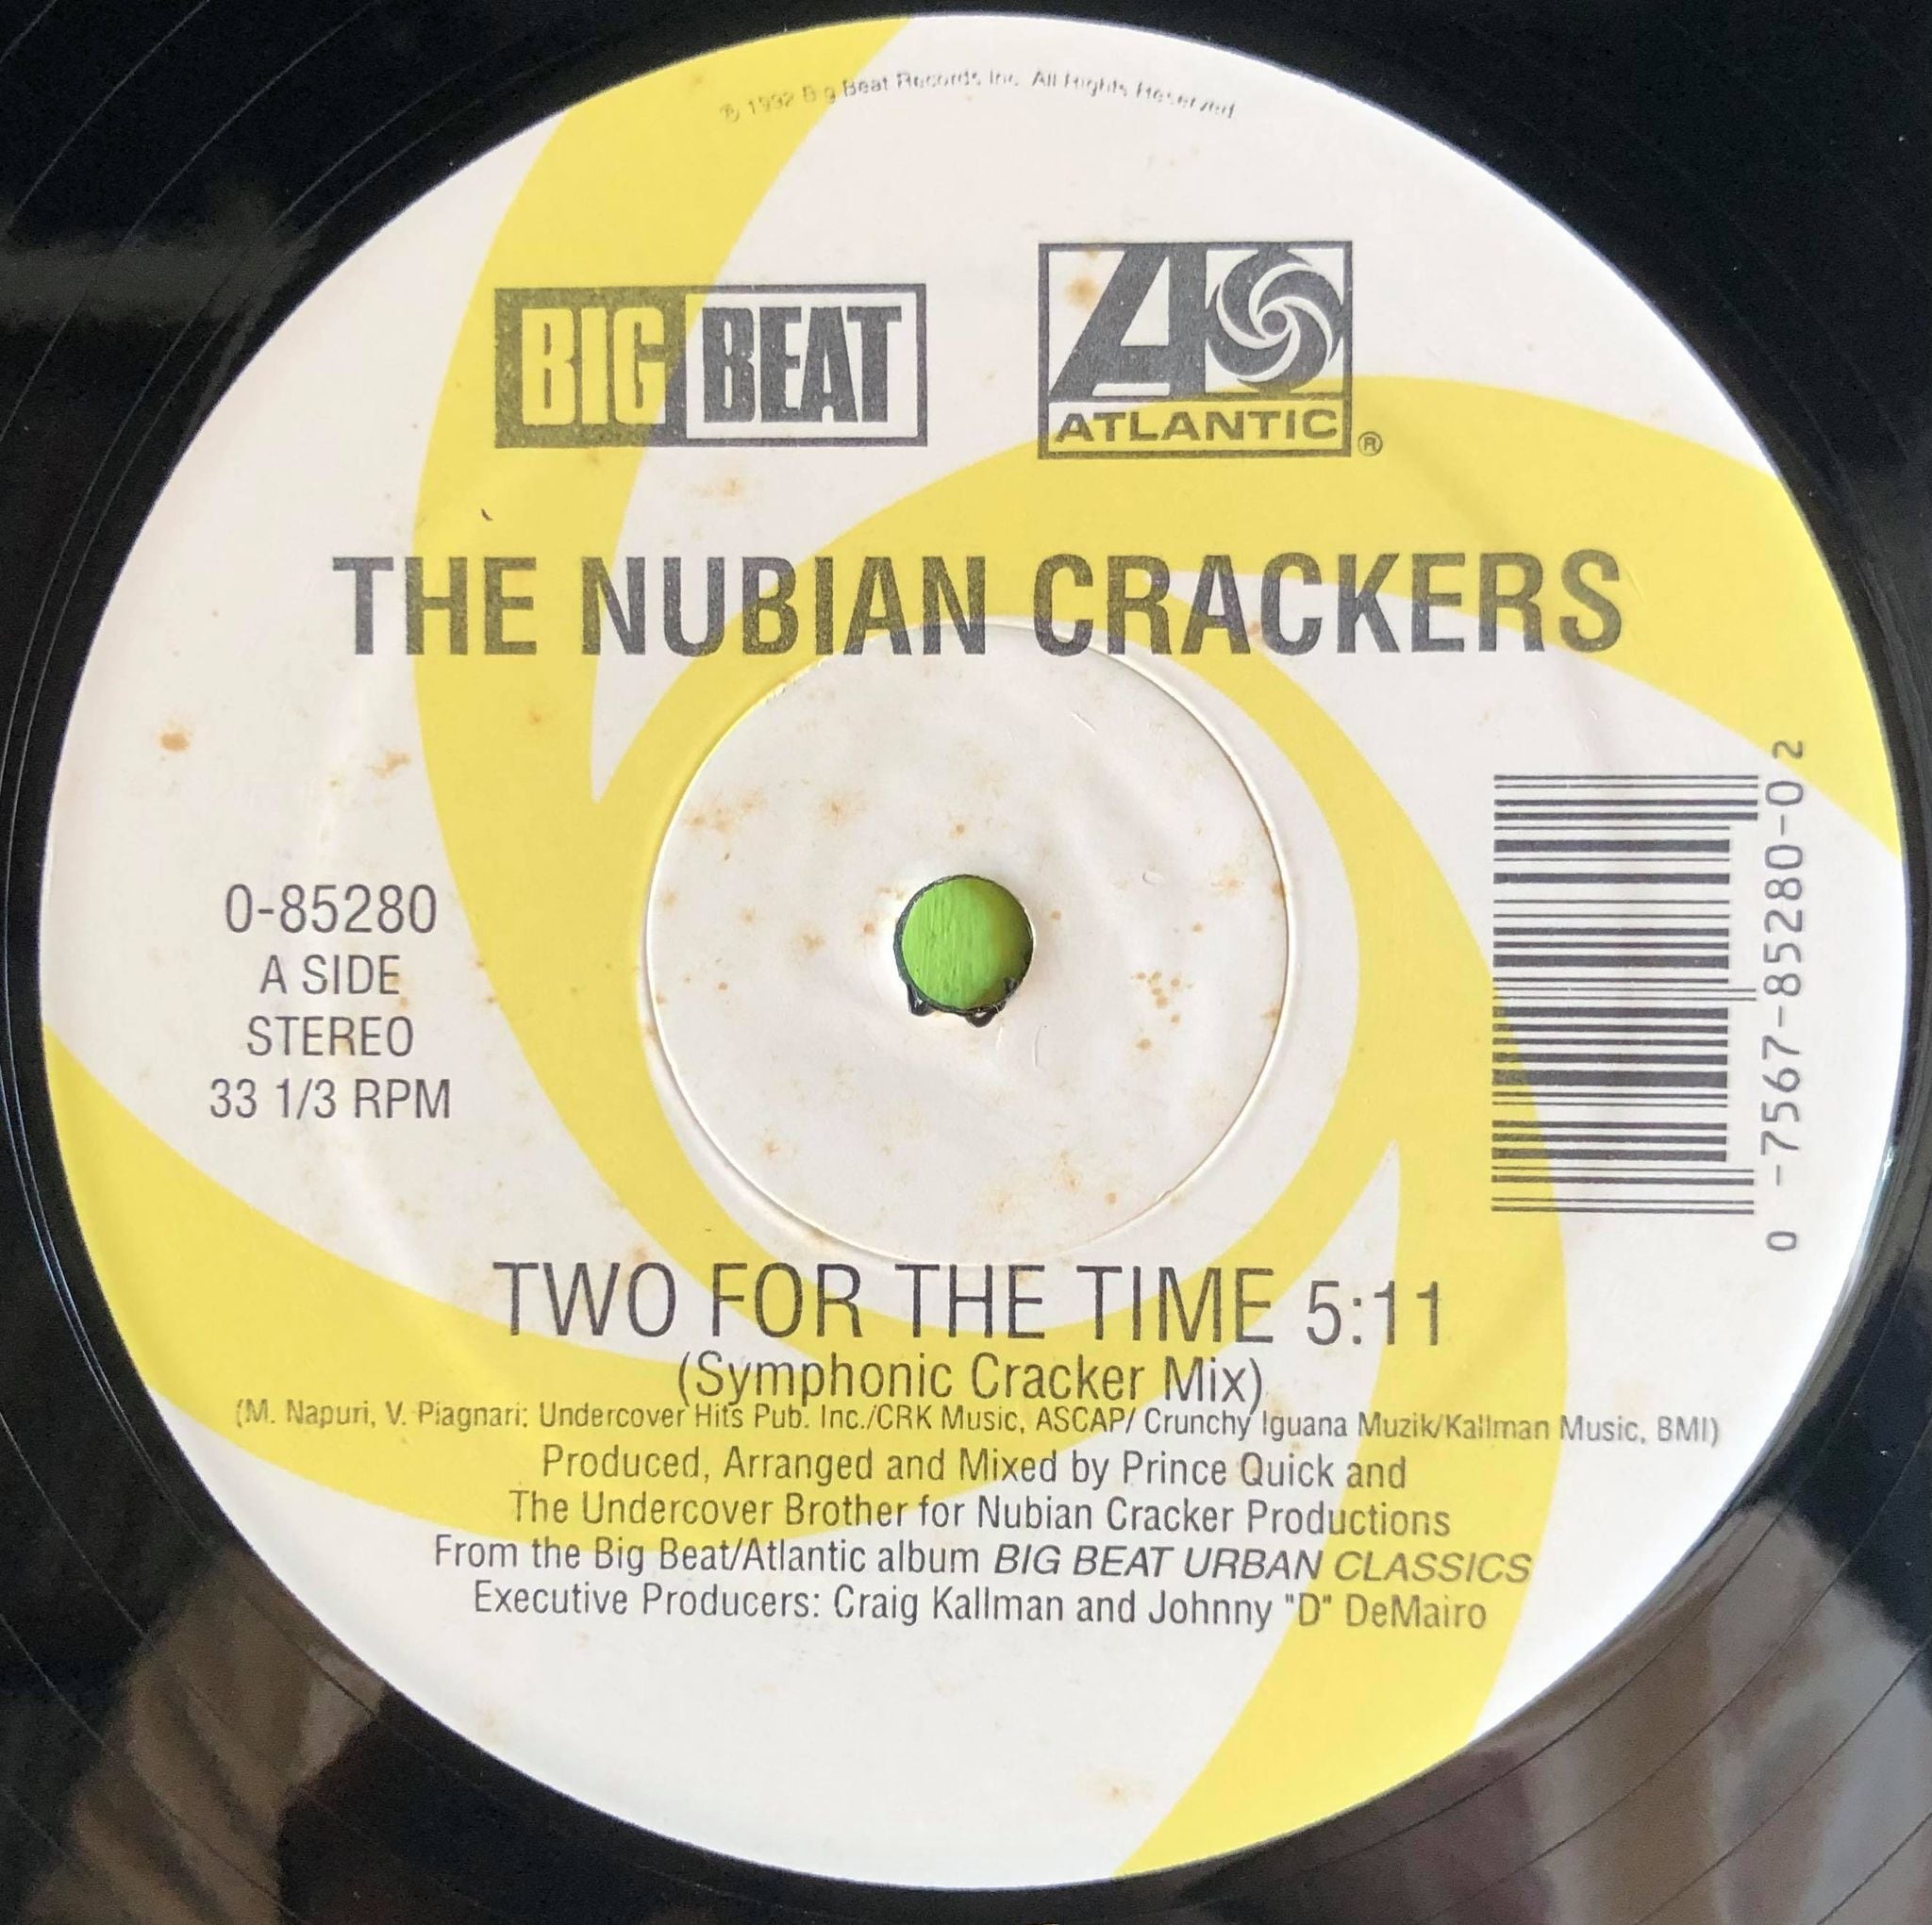 ℗ 1992 Big Beat Records Inc. All Rights Reserved
BIG BEAT
ATLANTIC ®
THE NUBIAN CRACKERS
0-85280
A SIDE
STEREO
33 1/3 RPM
0 -7567-85280-0 2
TWO FOR THE TIME 5:11
(Symphonic Cracker Mix)
(M. Napuri, V. Piagnari; Undercover Hits Pub. Inc./CRK Music, ASCAP/ Crunchy Iguana Muzik/Kallman Music, BMI)
Produced, Arranged and Mixed by Prince Quick and
The Undercover Brother for Nubian Cracker Productions
From the Big Beat/Atlantic album BIG BEAT URBAN CLASSICS
Executive Producers: Craig Kallman and Johnny "D" DeMairo